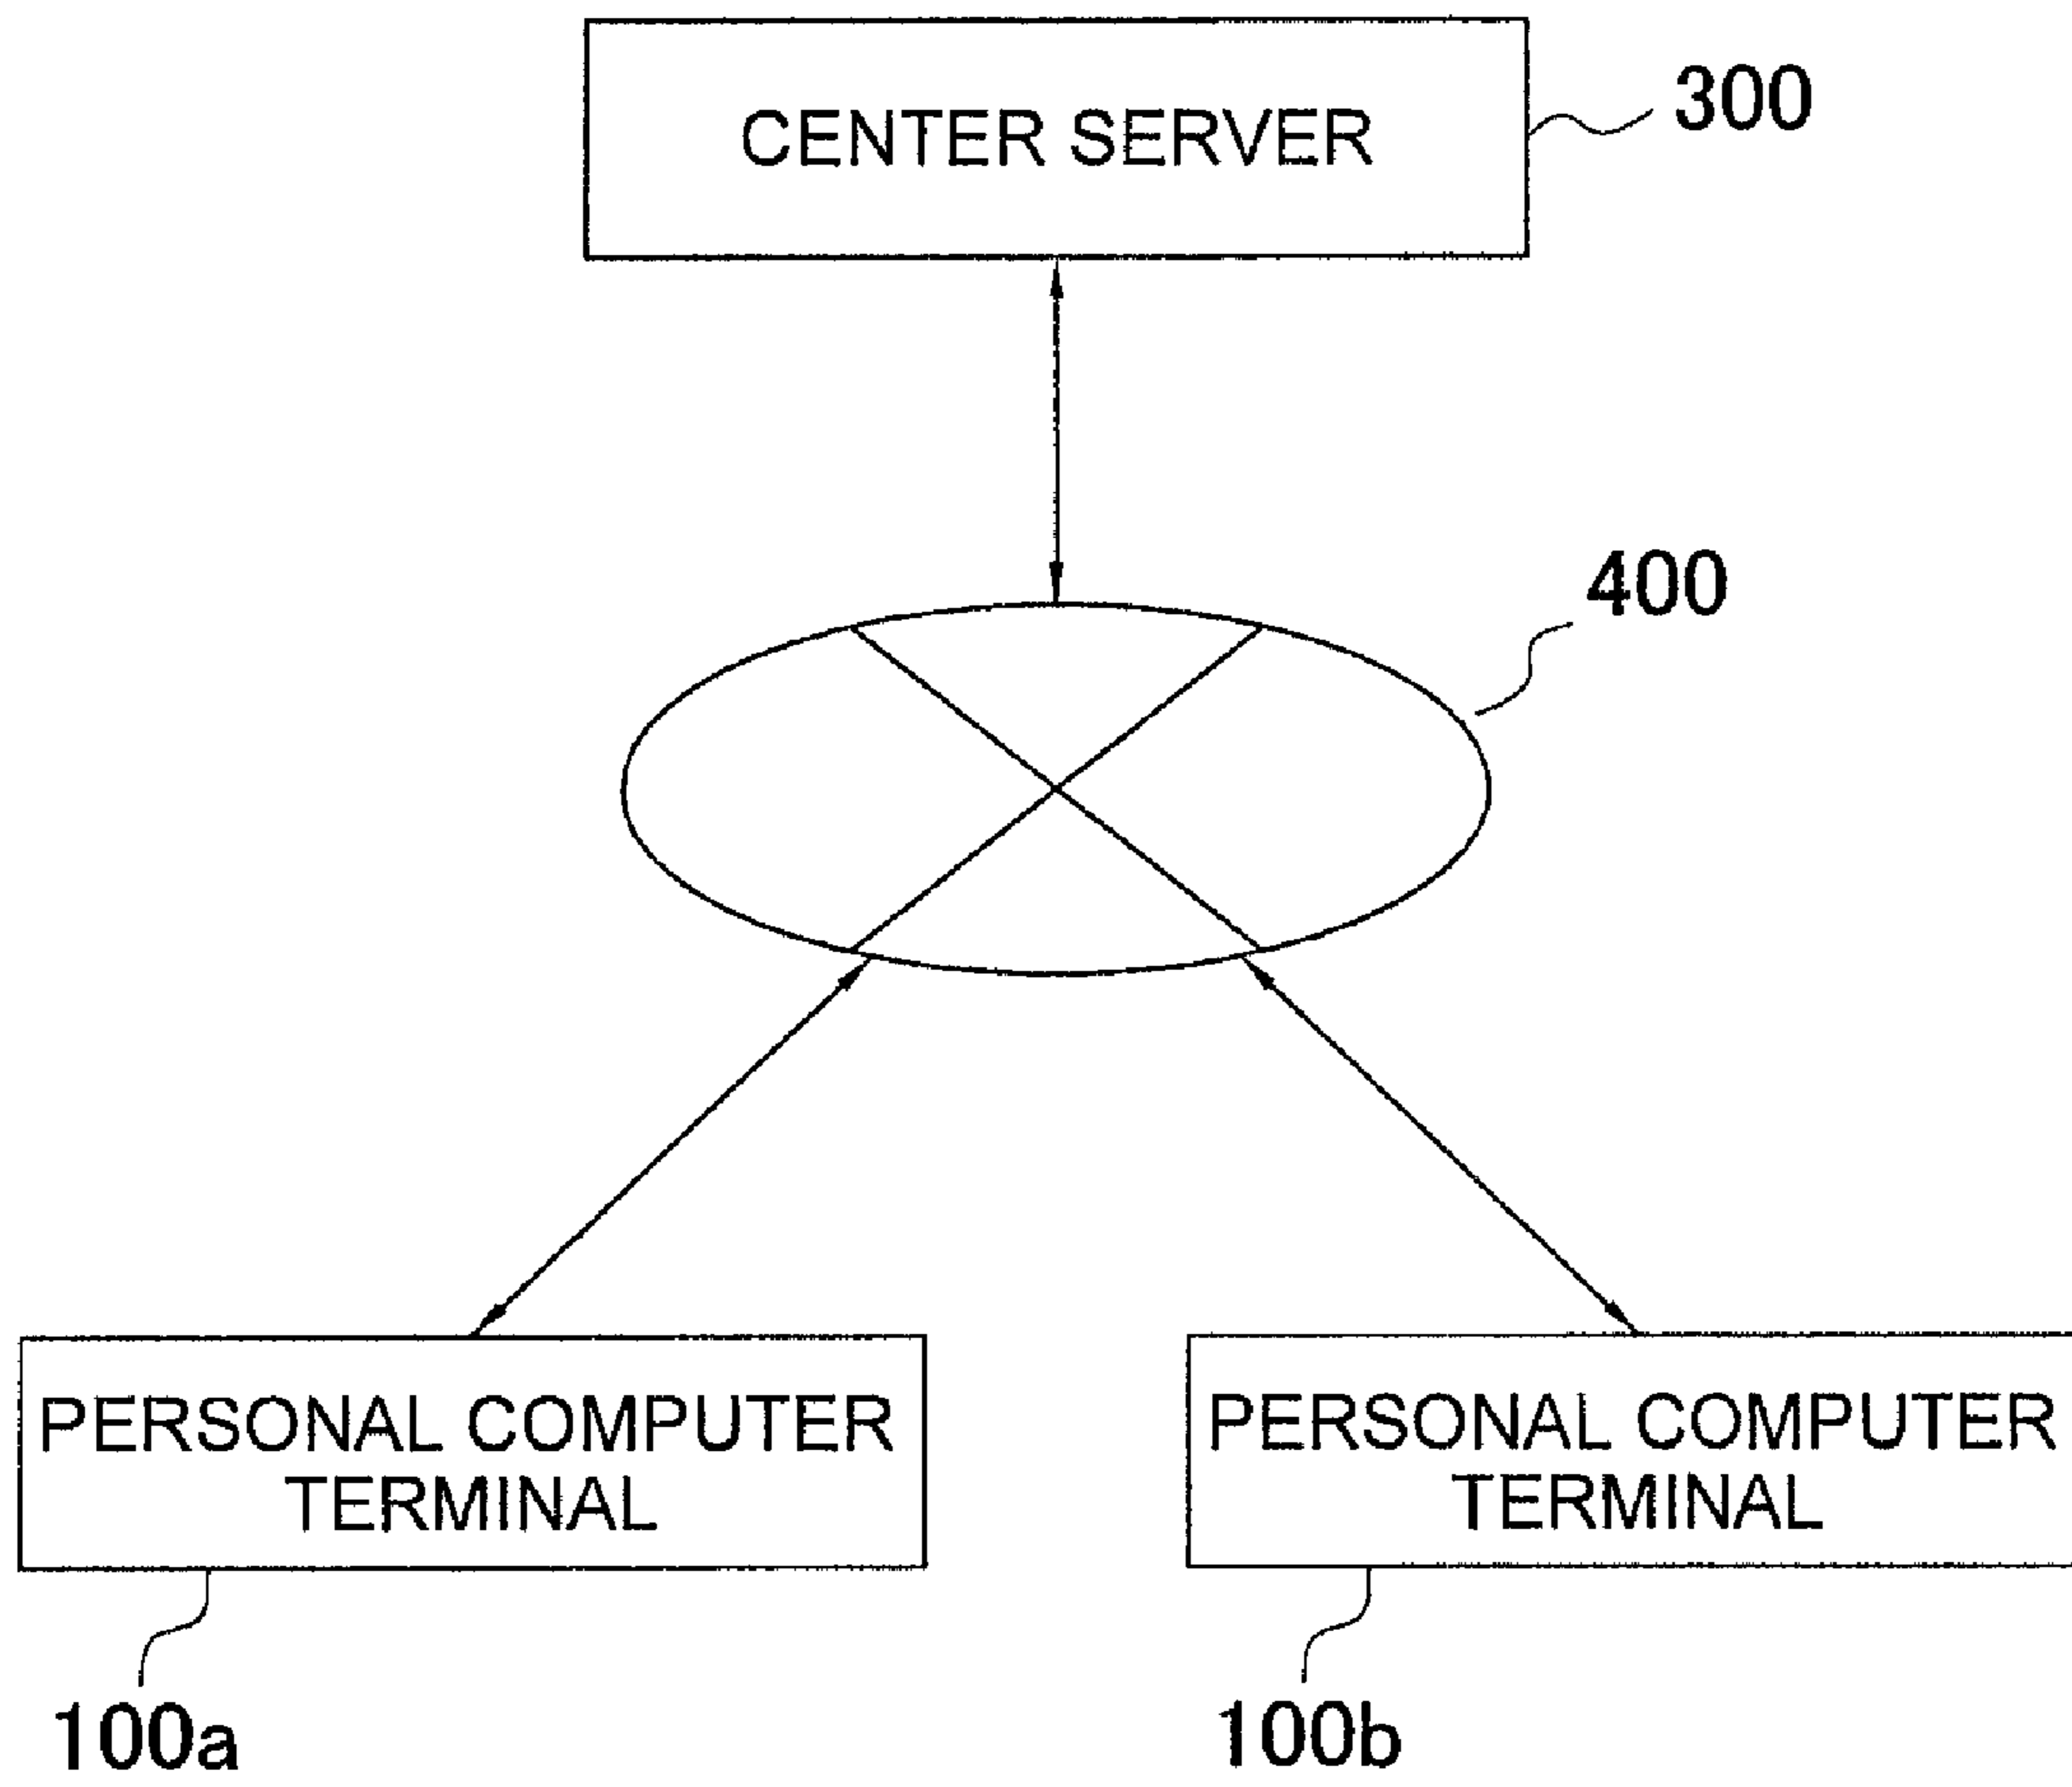 CENTER SERVER
300
400
PERSONAL COMPUTER
TERMINAL
PERSONAL COMPUTER
TERMINAL
100a
100b